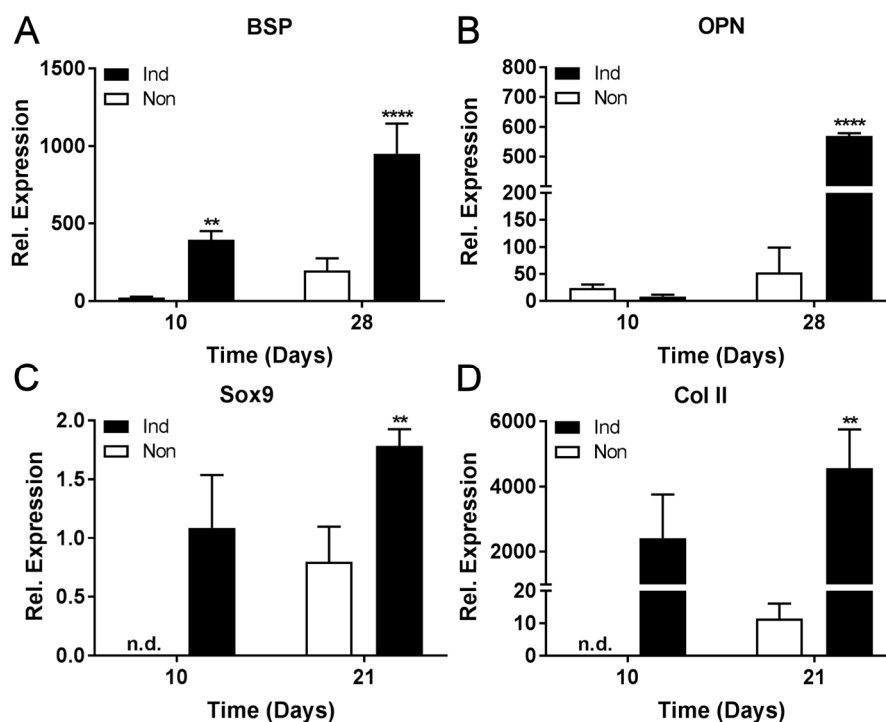 A
BSP
Rel. Expression
1500
1000
500
0
Ind
Non
**
****
10
28
Time (Days)
B
OPN
Rel. Expression
800
700
600
500
200
150
100
50
0
Ind
Non
****
10
28
Time (Days)
C
Sox9
Rel. Expression
2.0
1.5
1.0
0.5
0.0
Ind
Non
n.d.
**
10
21
Time (Days)
D
Col II
Rel. Expression
6000
4000
2000
20
10
0
Ind
Non
n.d.
**
10
21
Time (Days)